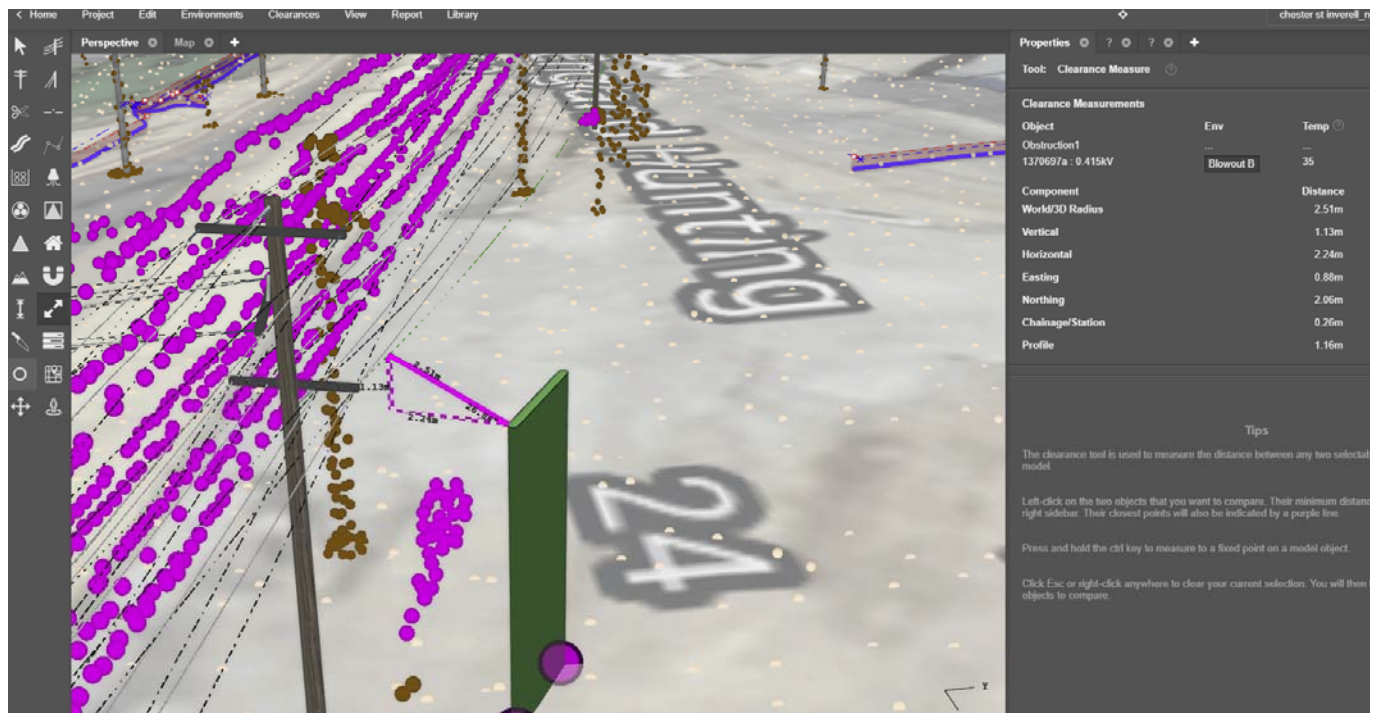 < Home Project Edit Environments Clearances View Report Library
chester st inverell_n
Perspective Map +
Properties ? ? +
Tool: Clearance Measure ?
Clearance Measurements
Object Env Temp ?
Obstruction1 ... ...
1370697a : 0.415kV Blowout B 35
Component Distance
World/3D Radius 2.51m
Vertical 1.13m
Horizontal 2.24m
Easting 0.88m
Northing 2.06m
Chainage/Station 0.26m
Profile 1.16m
Hunting
2.51m
1.13m
2.24m
24
Y
Tips
The clearance tool is used to measure the distance between any two selectab
model.
Left-click on the two objects that you want to compare. Their minimum distanc
right sidebar. Their closest points will also be indicated by a purple line.
Press and hold the ctrl key to measure to a fixed point on a model object.
Click Esc or right-click anywhere to clear your current selection. You will then
objects to compare.